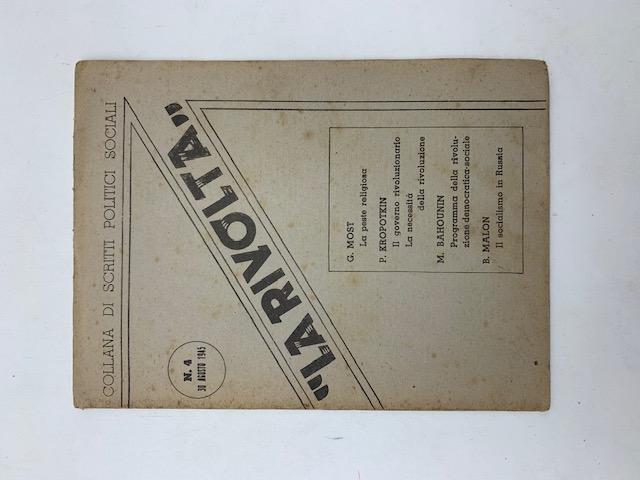 COLLANA DI SCRITTI POLITICI SOCIALI
"LA RIVOLTA"
N. 4
30 AGOSTO 1945
G. MOST
La peste religiosa
P. KROPOTKIN
Il governo rivoluzionario
La necessità
della rivoluzione
M. BAHOUNIN
Programma della rivolu-
zione democratica-sociale
B. MALON
Il socialismo in Russia